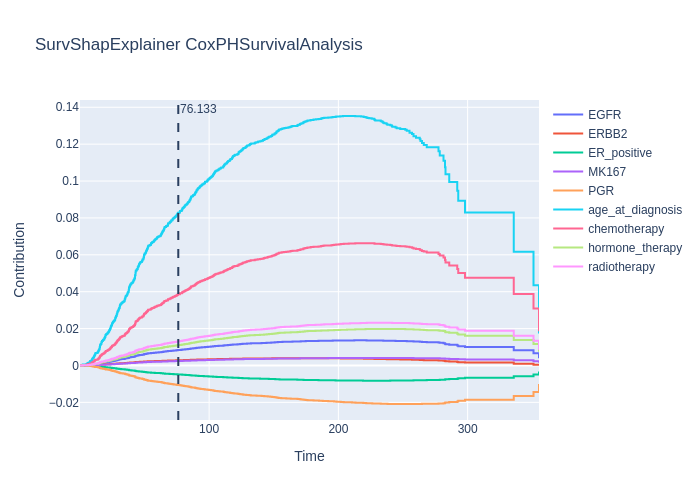 SurvShapExplainer CoxPHSurvivalAnalysis
76.133
0.14
0.12
0.1
0.08
0.06
0.04
0.02
0
−0.02
Contribution
100
200
300
Time
EGFR
ERBB2
ER_positive
MK167
PGR
age_at_diagnosis
chemotherapy
hormone_therapy
radiotherapy